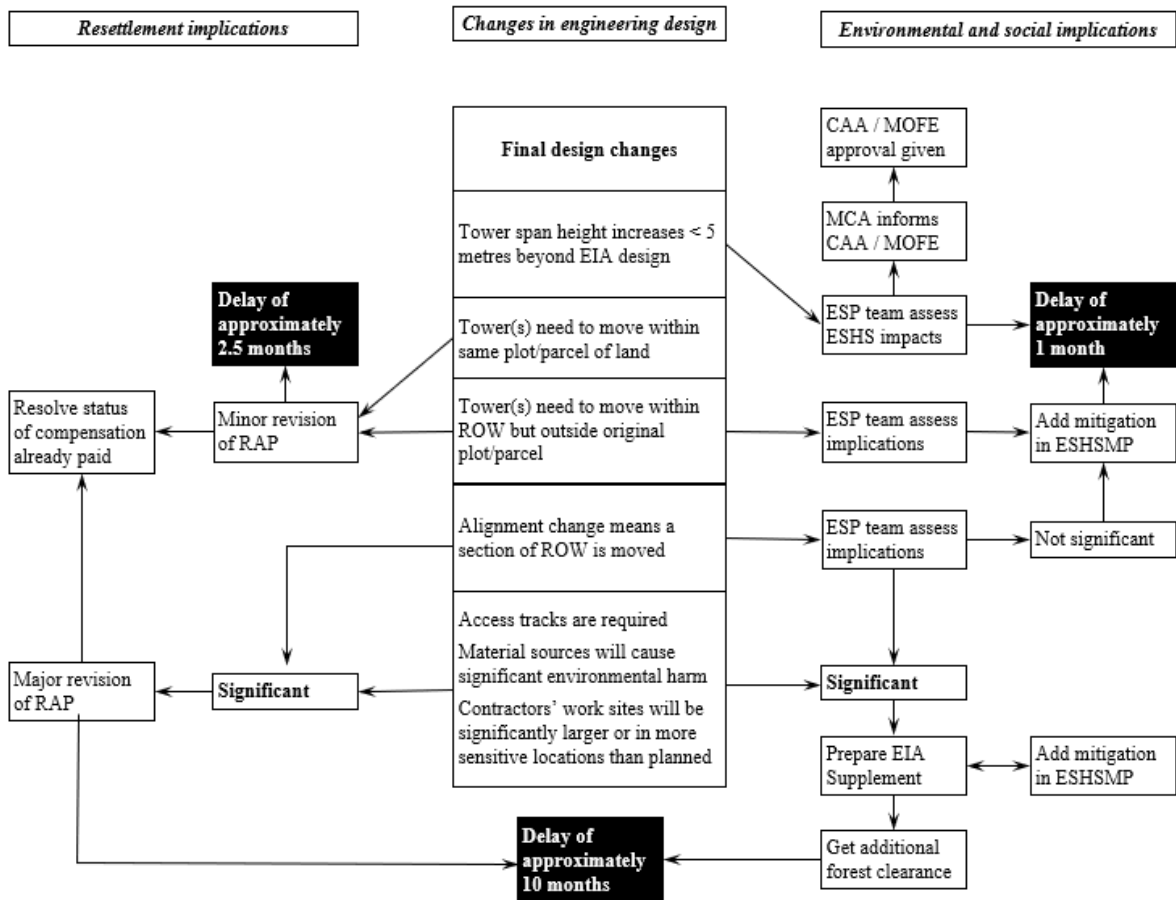 Resettlement implications
Changes in engineering design
Environmental and social implications
Final design changes
CAA / MOFE
approval given
Tower span height increases < 5
metres beyond EIA design
MCA informs
CAA / MOFE
Delay of
approximately
2.5 months
Tower(s) need to move within
same plot/parcel of land
ESP team assess
ESHS impacts
Delay of
approximately
1 month
Resolve status
of compensation
already paid
Minor revision
of RAP
Tower(s) need to move within
ROW but outside original
plot/parcel
ESP team assess
implications
Add mitigation
in ESHSMP
Alignment change means a
section of ROW is moved
ESP team assess
implications
Not significant
Major revision
of RAP
Significant
Access tracks are required
Material sources will cause
significant environmental harm
Contractors’ work sites will be
significantly larger or in more
sensitive locations than planned
Significant
Prepare EIA
Supplement
Add mitigation
in ESHSMP
Delay of
approximately
10 months
Get additional
forest clearance